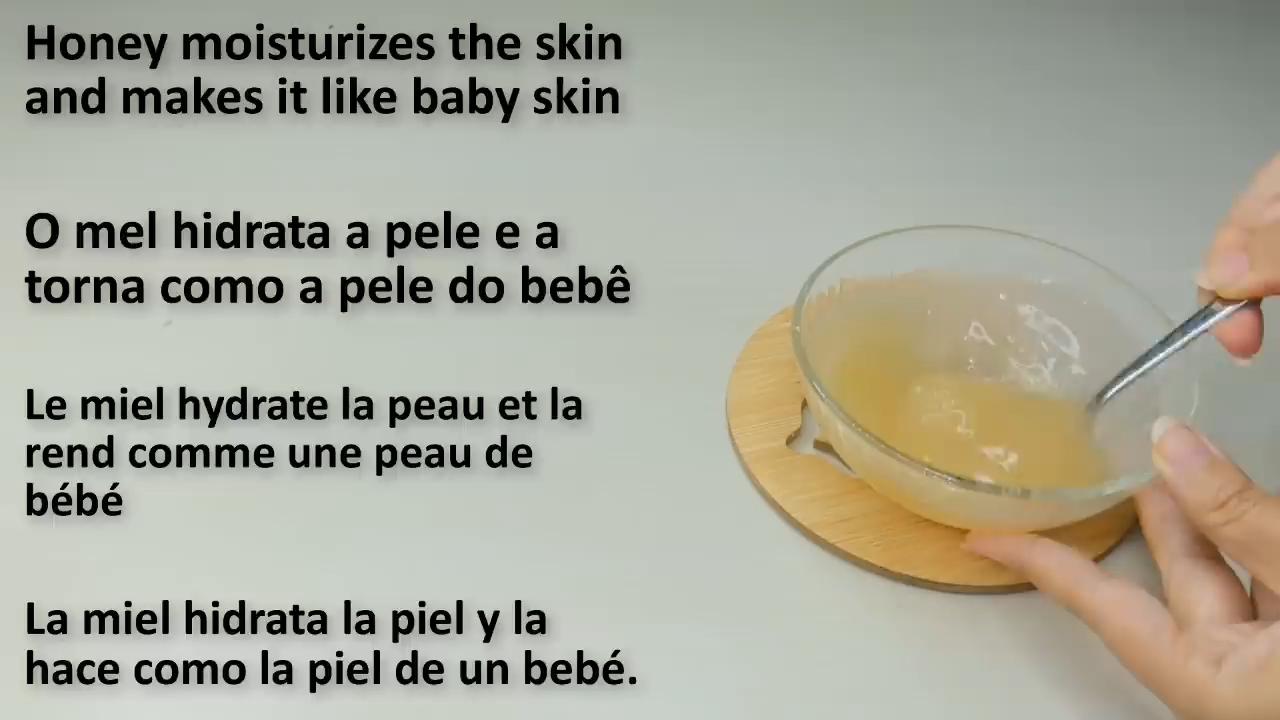 Honey moisturizes the skin
and makes it like baby skin
O mel hidrata a pele e a
torna como a pele do bebê
Le miel hydrate la peau et la
rend comme une peau de
bébé
La miel hidrata la piel y la
hace como la piel de un bebé.